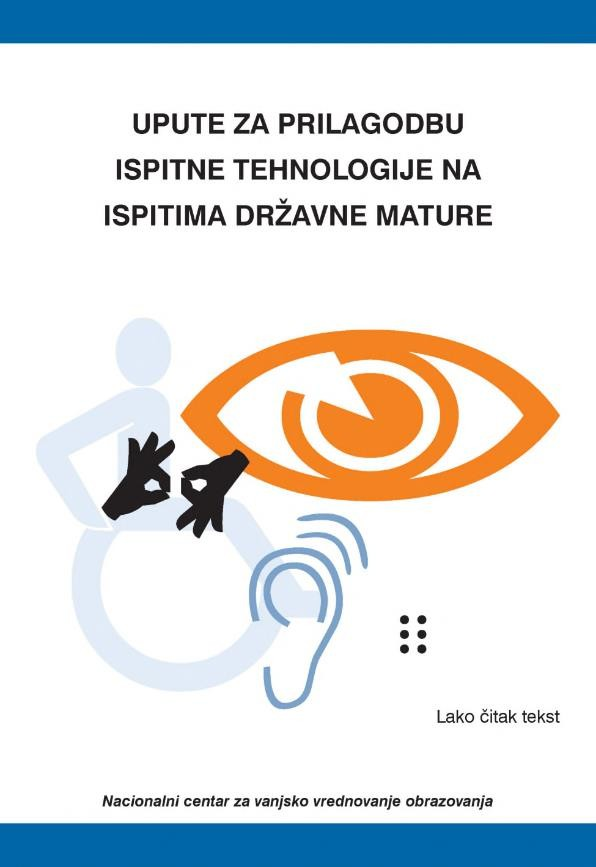 UPUTE ZA PRILAGODBU
ISPITNE TEHNOLOGIJE NA
ISPITIMA DRŽAVNE MATURE
Lako čitak tekst
Nacionalni centar za vanjsko vrednovanje obrazovanja